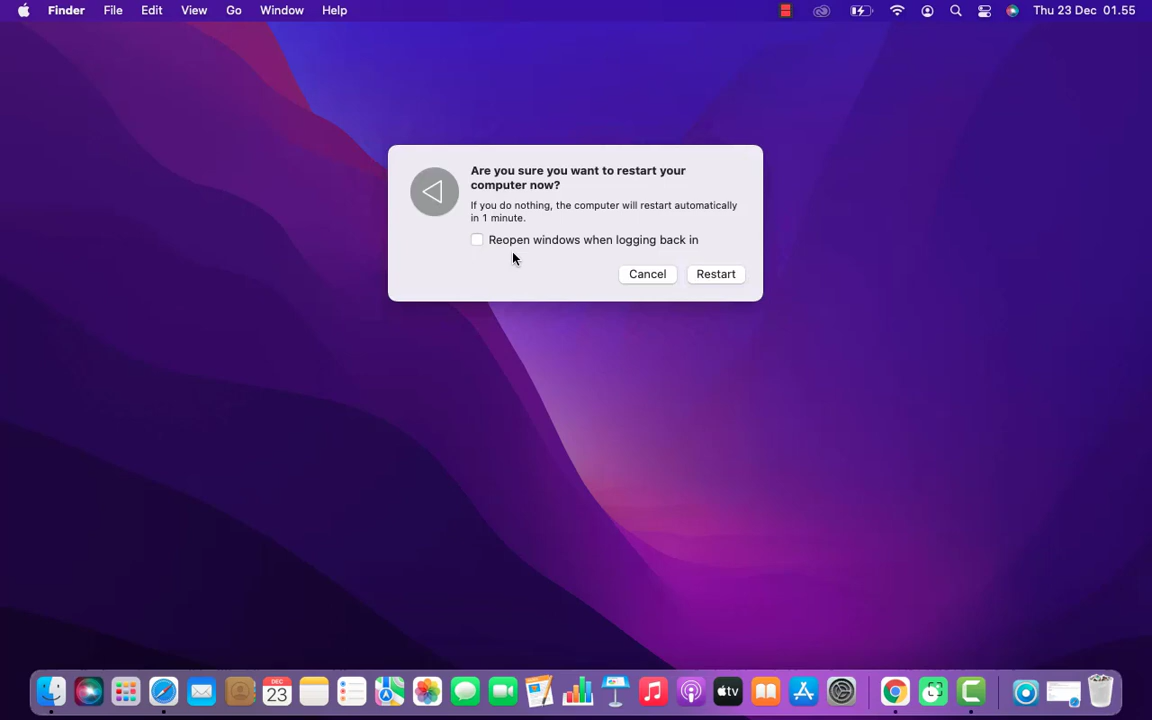 Finder File Edit View Go Window Help Thu 23 Dec 01.55
Are you sure you want to restart your
computer now?
If you do nothing, the computer will restart automatically
in 1 minute.
Reopen windows when logging back in
Cancel Restart
DEC
23
tv